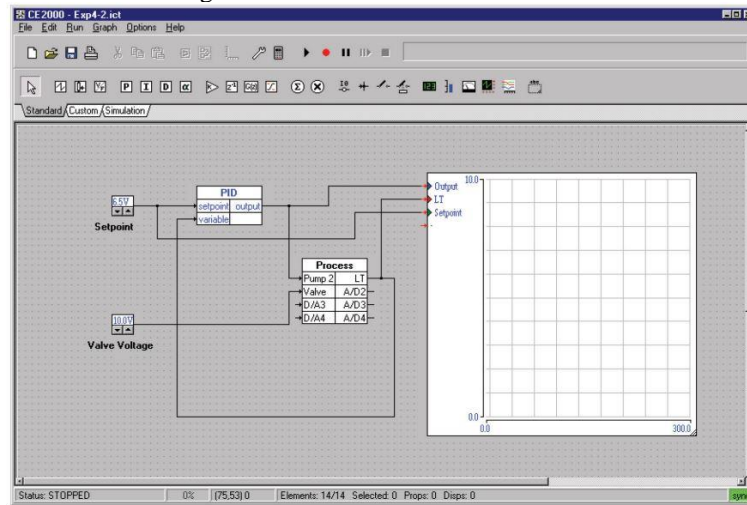 CE2000 - Exp4-2.ict
File Edit Run Graph Options Help
P I D α
Standard Custom Simulation
6.5V
Setpoint
PID
setpoint output
variable
Process
Pump 2 LT
Valve A/D2
D/A3 A/D3
D/A4 A/D4
10.0V
Valve Voltage
Output
LT
Setpoint
10.0
0.0
0.0 300.0
Status: STOPPED 0% (75,53) 0 Elements: 14/14 Selected: 0 Props: 0 Disps: 0